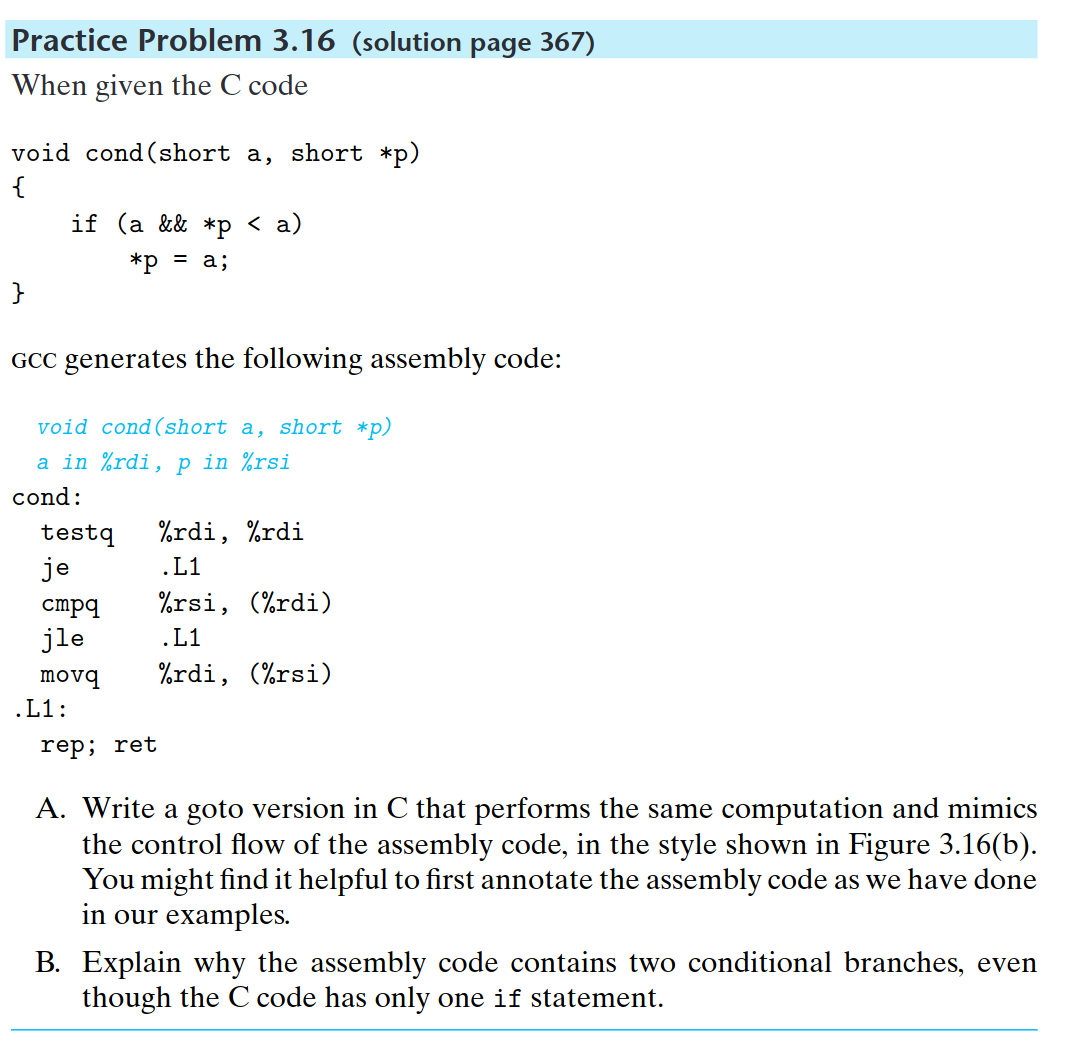 Practice Problem 3.16 (solution page 367)
When given the C code
void cond(short a, short *p)
{
    if (a && *p < a)
        *p = a;
}
GCC generates the following assembly code:
void cond(short a, short *p)
a in %rdi, p in %rsi
cond:
  testq   %rdi, %rdi
  je      .L1
  cmpq    %rsi, (%rdi)
  jle     .L1
  movq    %rdi, (%rsi)
.L1:
  rep; ret
A. Write a goto version in C that performs the same computation and mimics
the control flow of the assembly code, in the style shown in Figure 3.16(b).
You might find it helpful to first annotate the assembly code as we have done
in our examples.
B. Explain why the assembly code contains two conditional branches, even
though the C code has only one if statement.